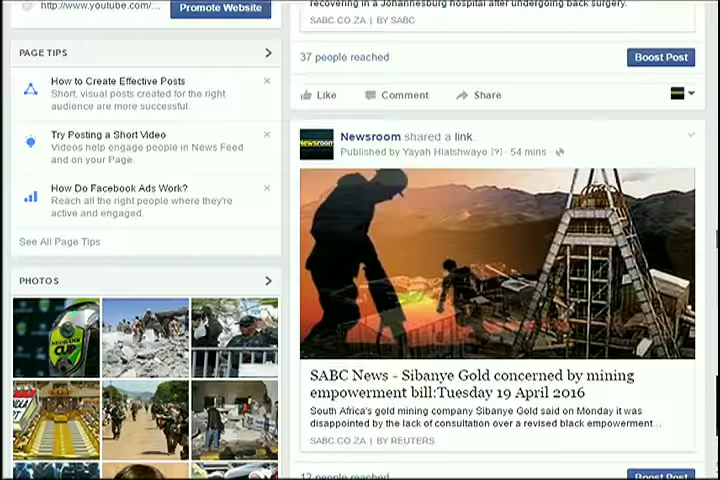 http://www.youtube.com/...
Promote Website
PAGE TIPS
How to Create Effective Posts
Short, visual posts created for the right
audience are more successful.
Try Posting a Short Video
Videos help engage people in News Feed
and on your Page.
How Do Facebook Ads Work?
Reach all the right people where they're
active and engaged.
See All Page Tips
PHOTOS
NEDBANK
CUP
recovering in a Johannesburg hospital after undergoing back surgery.
SABC.CO.ZA | BY SABC
37 people reached
Boost Post
Like Comment Share
Newsroom
Newsroom shared a link
Published by Yayah Hlatshwayo [?] · 54 mins ·
SABC News - Sibanye Gold concerned by mining
empowerment bill:Tuesday 19 April 2016
South Africa's gold mining company Sibanye Gold said on Monday it was
disappointed by the lack of consultation over a revised black empowerment...
SABC.CO.ZA | BY REUTERS
12 people reached
Boost Post